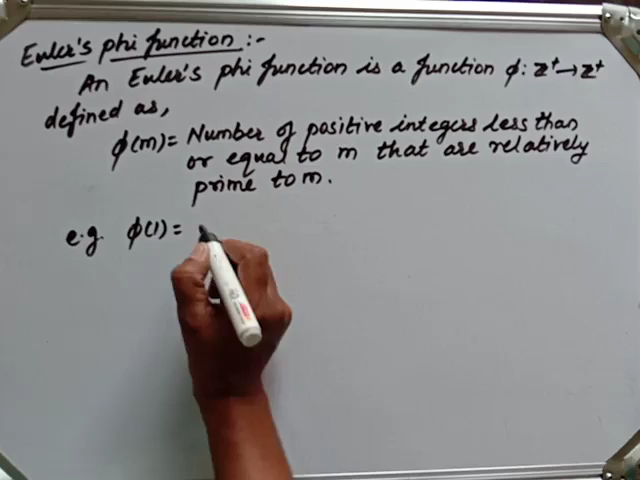 Euler's phi function :-
An Euler's phi function is a function ϕ: Z⁺→Z⁺
defined as,
ϕ(m) = Number of positive integers less than
or equal to m that are relatively
prime to m.
e.g. ϕ(1) =